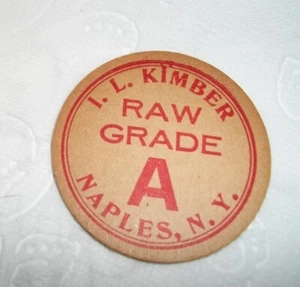 I. L. KIMBER
RAW
GRADE
A
NAPLES, N. Y.